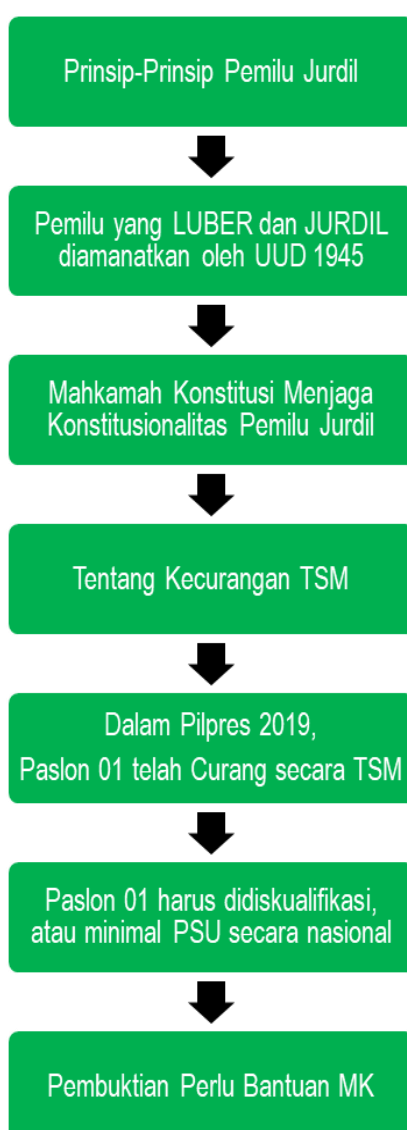 Prinsip-Prinsip Pemilu Jurdil
Pemilu yang LUBER dan JURDIL
diamanatkan oleh UUD 1945
Mahkamah Konstitusi Menjaga
Konstitusionalitas Pemilu Jurdil
Tentang Kecurangan TSM
Dalam Pilpres 2019,
Paslon 01 telah Curang secara TSM
Paslon 01 harus didiskualifikasi,
atau minimal PSU secara nasional
Pembuktian Perlu Bantuan MK